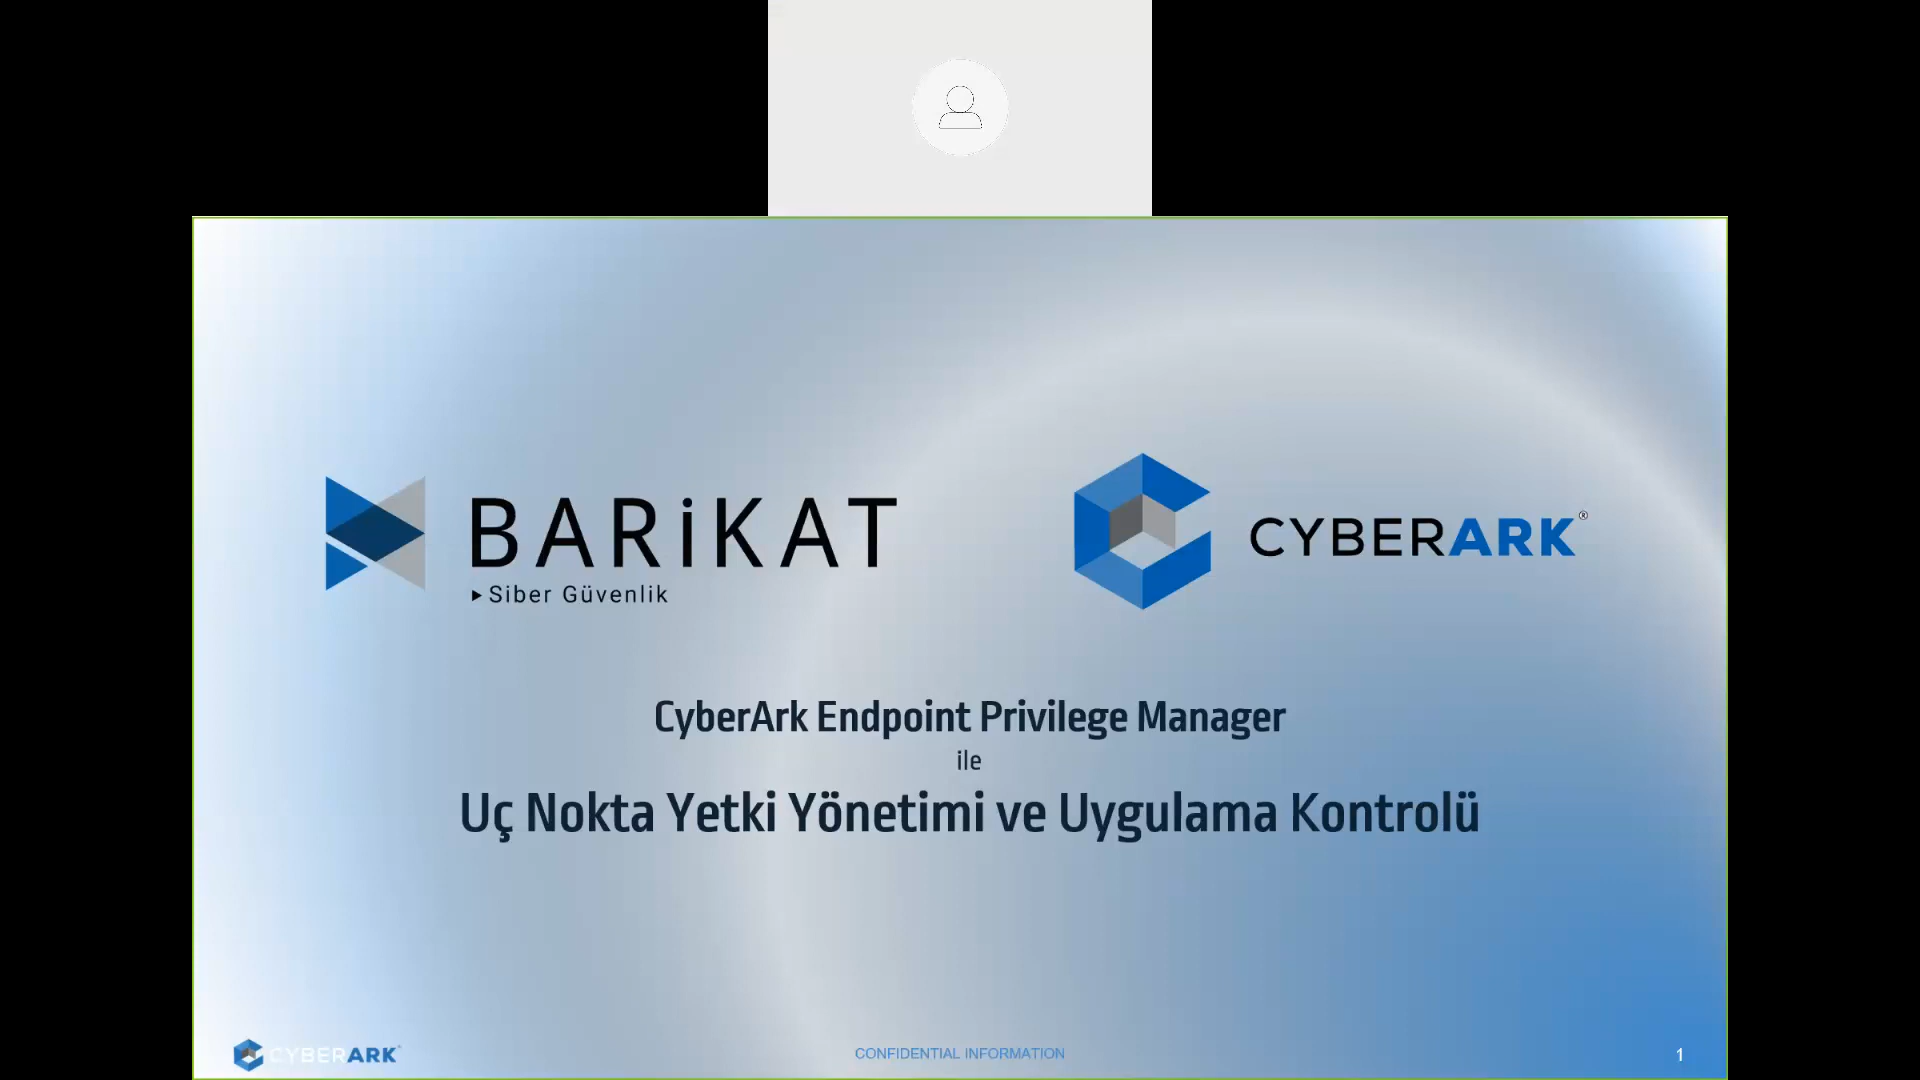 BARiKAT
Siber Güvenlik
CYBERARK®
CyberArk Endpoint Privilege Manager
ile
Uç Nokta Yetki Yönetimi ve Uygulama Kontrolü
CYBERARK
CONFIDENTIAL INFORMATION
1